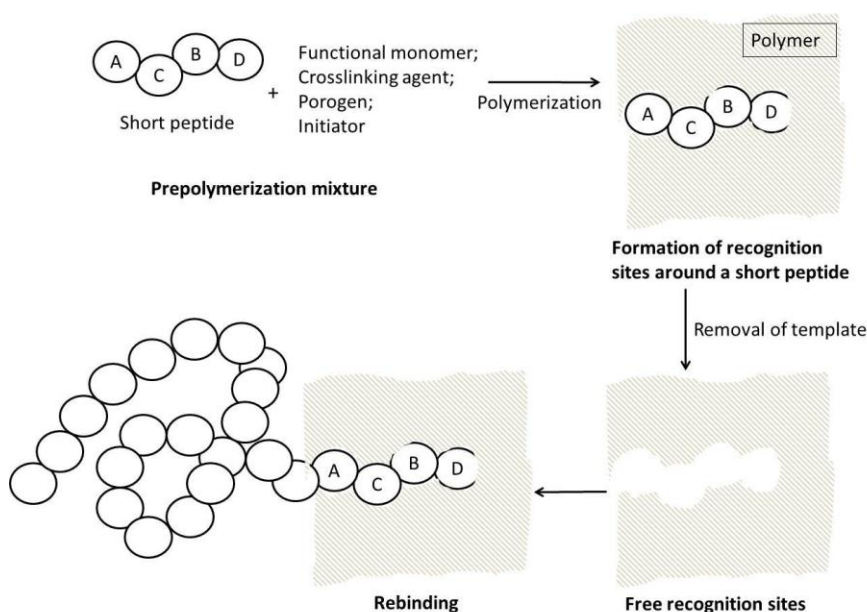 A
C
B
D
Short peptide
+
Functional monomer;
Crosslinking agent;
Porogen;
Initiator
Prepolymerization mixture
Polymerization
Polymer
A
C
B
D
Formation of recognition
sites around a short peptide
Removal of template
Free recognition sites
A
C
B
D
Rebinding